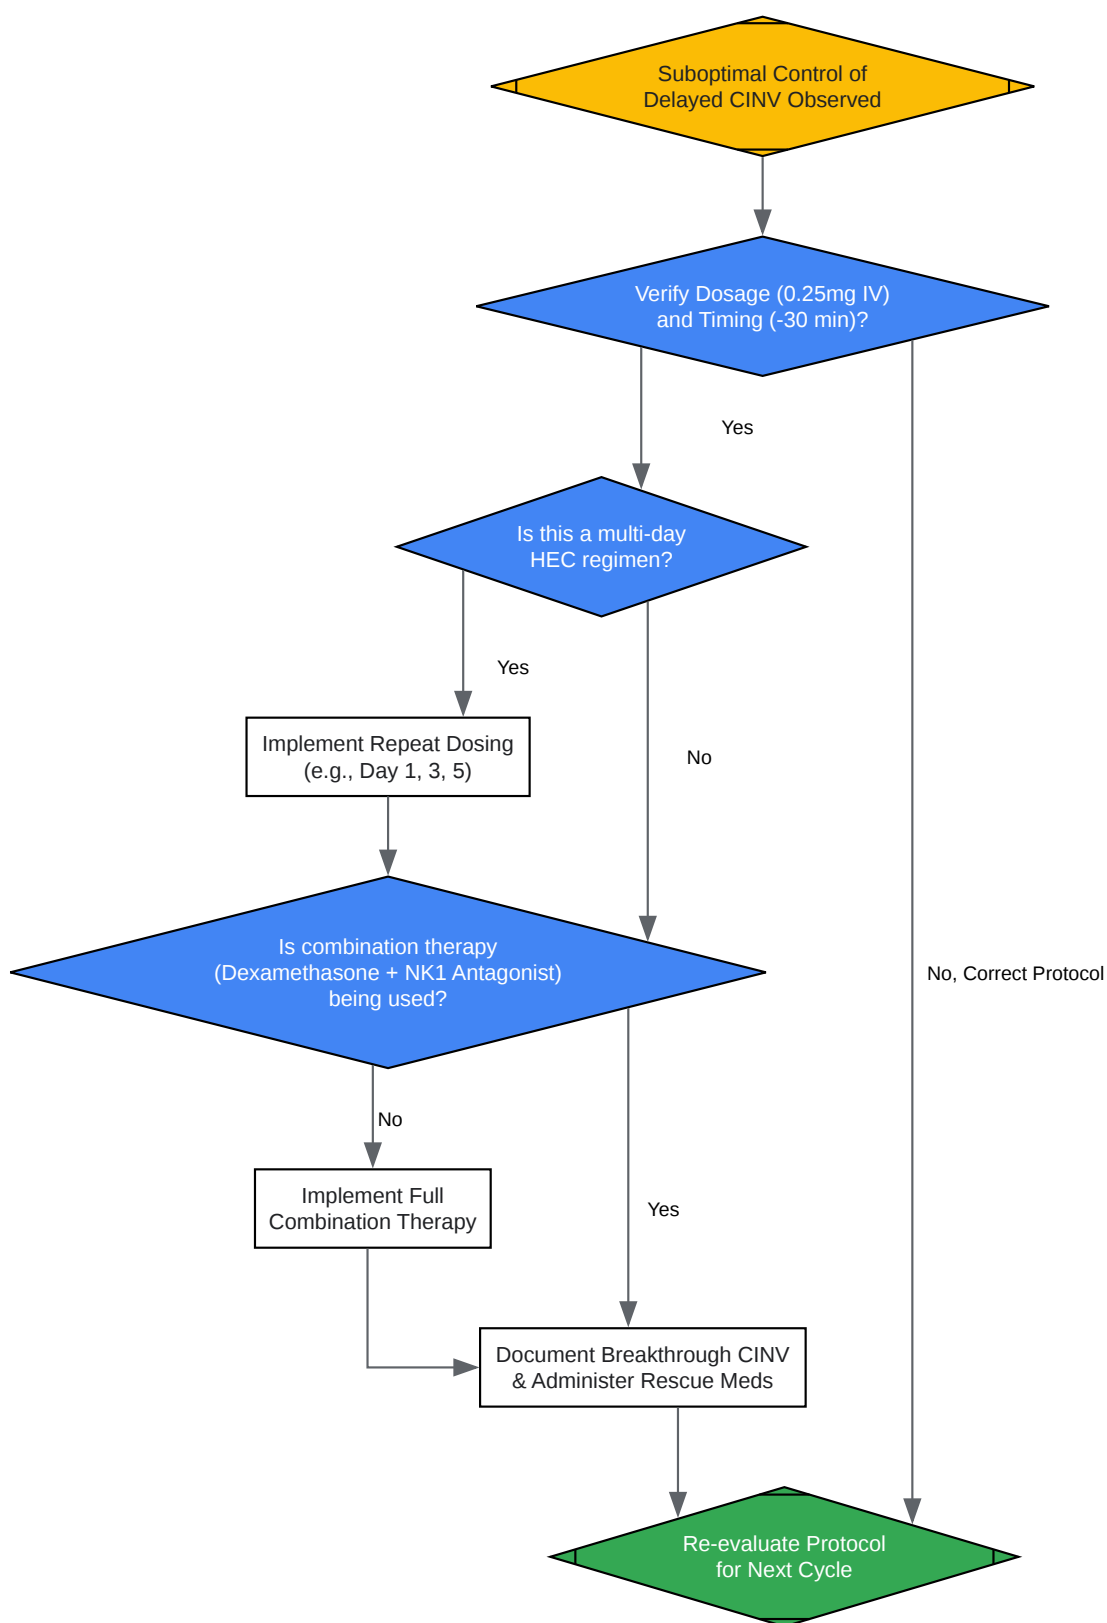 Suboptimal Control of
Delayed CINV Observed
Verify Dosage (0.25mg IV)
and Timing (-30 min)?
Yes
Is this a multi-day
HEC regimen?
Yes
Implement Repeat Dosing
(e.g., Day 1, 3, 5)
No
Is combination therapy
(Dexamethasone + NK1 Antagonist)
being used?
No, Correct Protocol
No
Implement Full
Combination Therapy
Yes
Document Breakthrough CINV
& Administer Rescue Meds
Re-evaluate Protocol
for Next Cycle